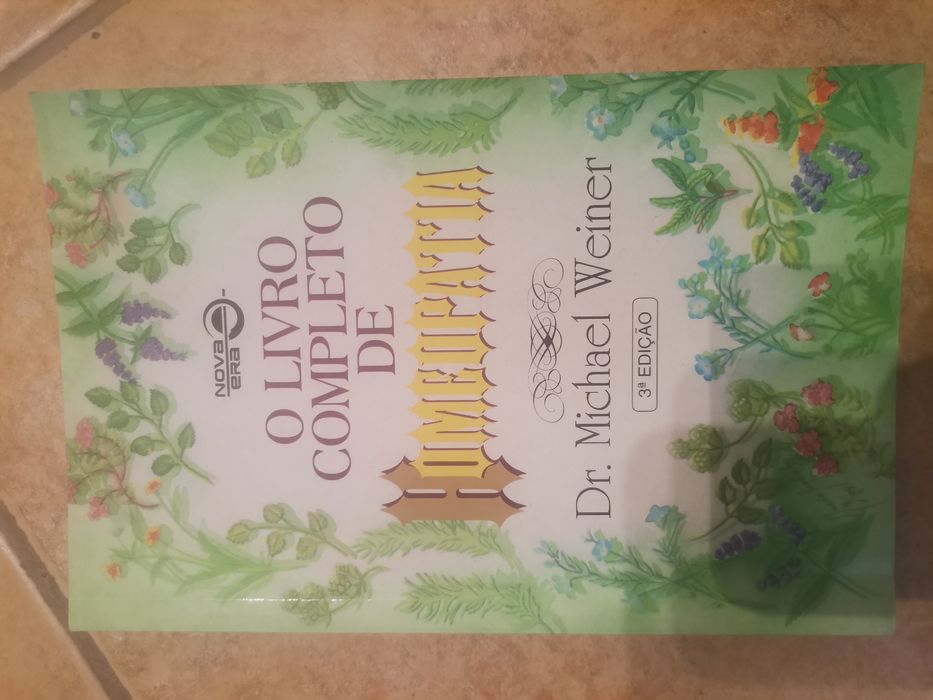 NOVA
ERA
O LIVRO
COMPLETO
DE
HOMEOPATIA
Dr. Michael Weiner
3ª EDIÇÃO